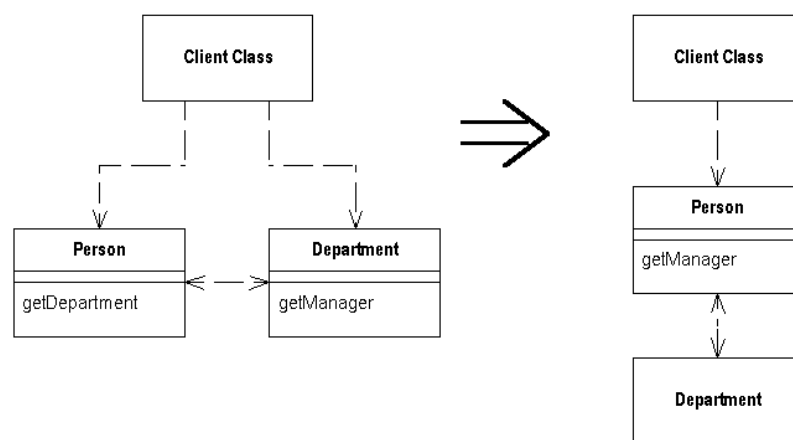 Client Class
Person
getDepartment
Department
getManager
Client Class
Person
getManager
Department